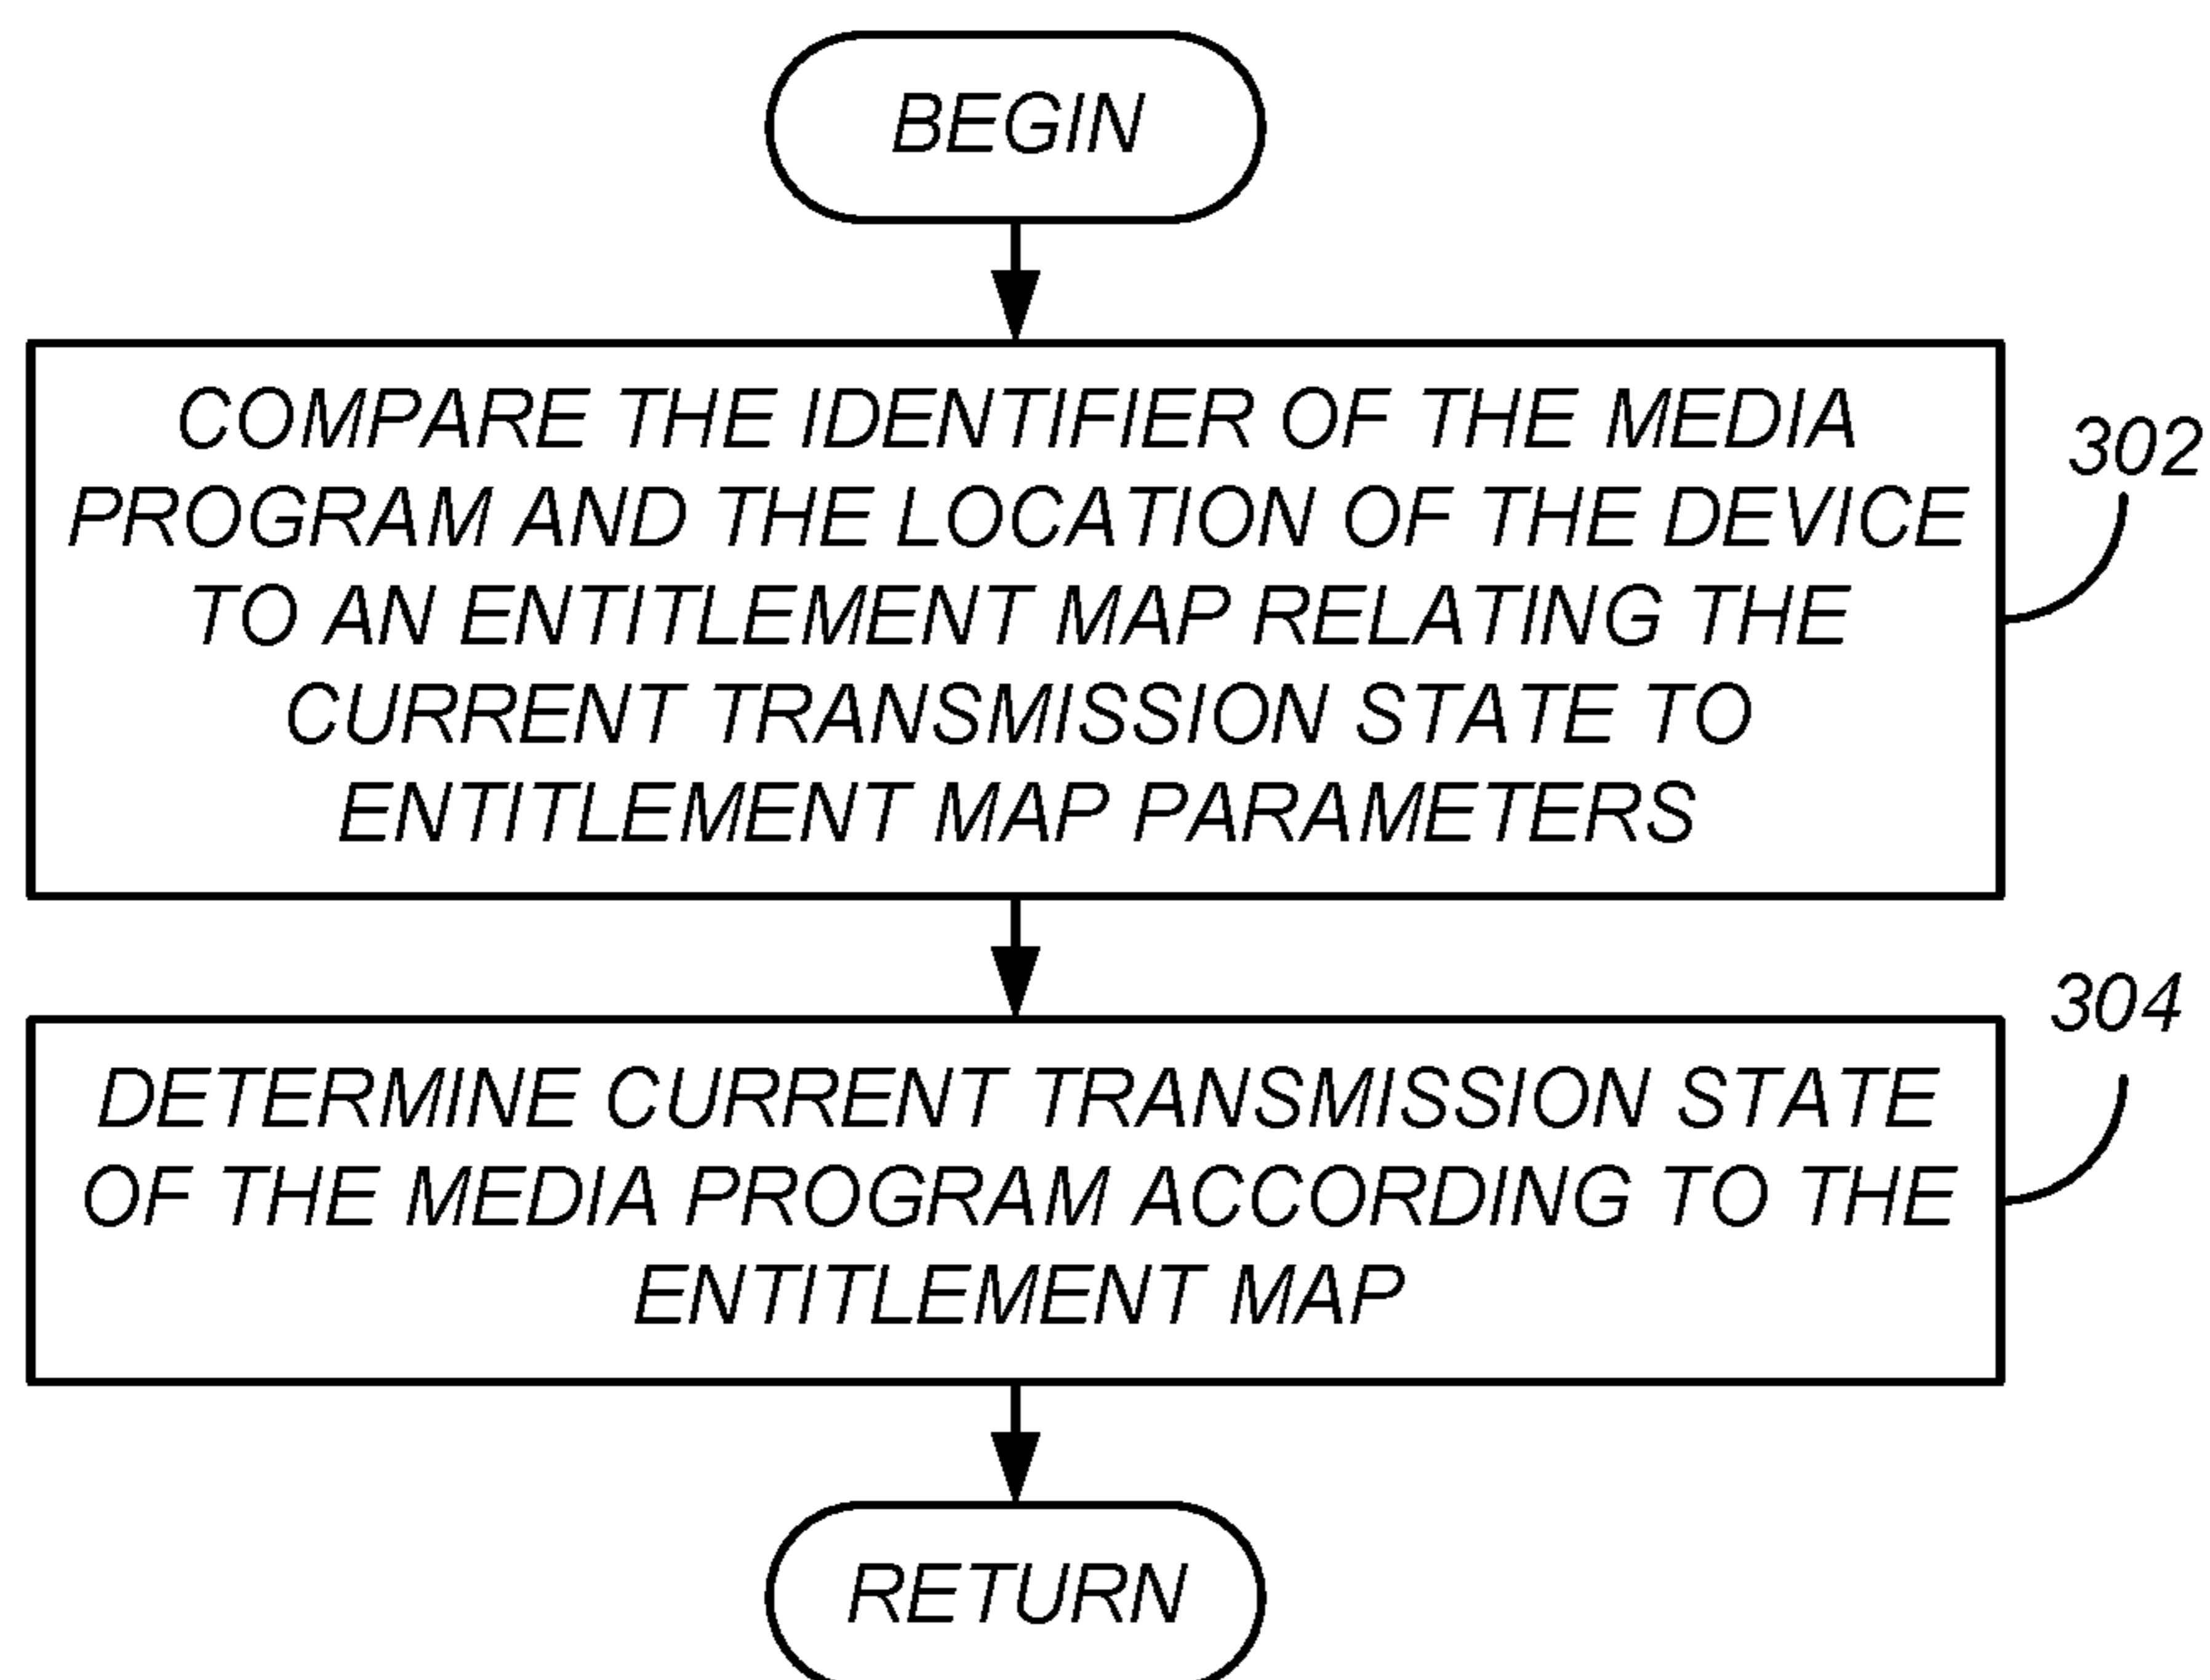 BEGIN
COMPARE THE IDENTIFIER OF THE MEDIA
PROGRAM AND THE LOCATION OF THE DEVICE
TO AN ENTITLEMENT MAP RELATING THE
CURRENT TRANSMISSION STATE TO
ENTITLEMENT MAP PARAMETERS
302
DETERMINE CURRENT TRANSMISSION STATE
OF THE MEDIA PROGRAM ACCORDING TO THE
ENTITLEMENT MAP
304
RETURN